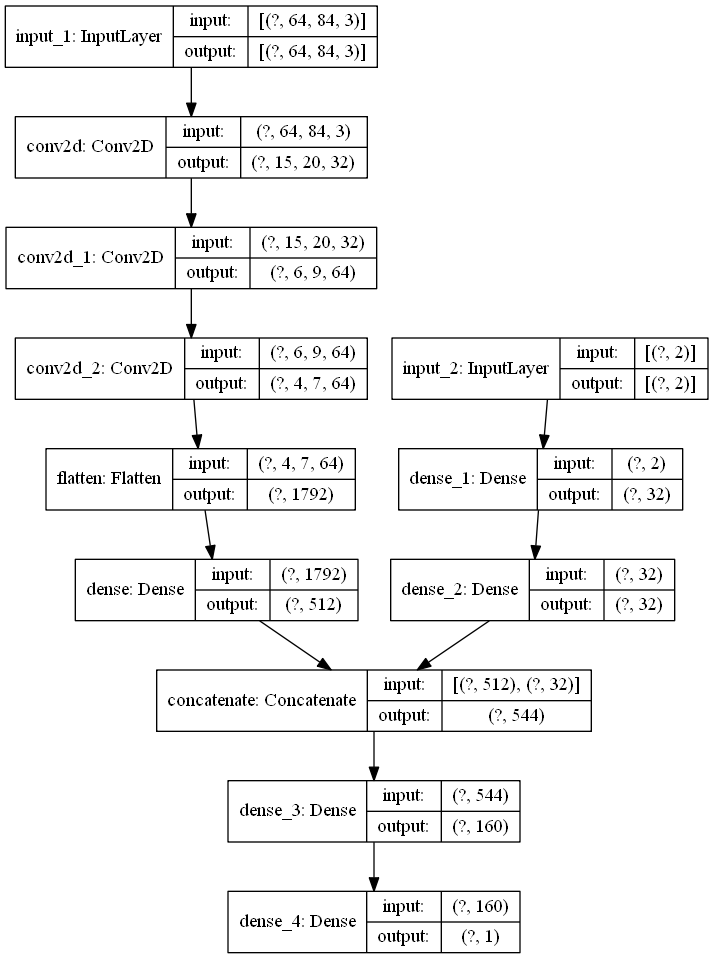 input_1: InputLayer
input:
[(?, 64, 84, 3)]
output:
[(?, 64, 84, 3)]
conv2d: Conv2D
input:
(?, 64, 84, 3)
output:
(?, 15, 20, 32)
conv2d_1: Conv2D
input:
(?, 15, 20, 32)
output:
(?, 6, 9, 64)
conv2d_2: Conv2D
input:
(?, 6, 9, 64)
output:
(?, 4, 7, 64)
input_2: InputLayer
input:
[(?, 2)]
output:
[(?, 2)]
flatten: Flatten
input:
(?, 4, 7, 64)
output:
(?, 1792)
dense_1: Dense
input:
(?, 2)
output:
(?, 32)
dense: Dense
input:
(?, 1792)
output:
(?, 512)
dense_2: Dense
input:
(?, 32)
output:
(?, 32)
concatenate: Concatenate
input:
[(?, 512), (?, 32)]
output:
(?, 544)
dense_3: Dense
input:
(?, 544)
output:
(?, 160)
dense_4: Dense
input:
(?, 160)
output:
(?, 1)